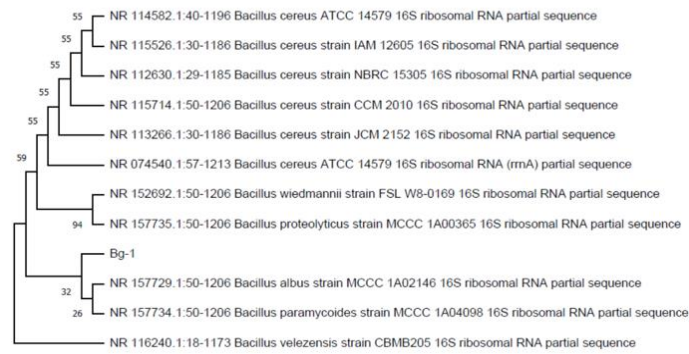 55 NR 114582.1:40-1196 Bacillus cereus ATCC 14579 16S ribosomal RNA partial sequence
55 NR 115526.1:30-1186 Bacillus cereus strain IAM 12605 16S ribosomal RNA partial sequence
55 NR 112630.1:29-1185 Bacillus cereus strain NBRC 15305 16S ribosomal RNA partial sequence
55 NR 115714.1:50-1206 Bacillus cereus strain CCM 2010 16S ribosomal RNA partial sequence
55 NR 113266.1:30-1186 Bacillus cereus strain JCM 2152 16S ribosomal RNA partial sequence
59 NR 074540.1:57-1213 Bacillus cereus ATCC 14579 16S ribosomal RNA (rrnA) partial sequence
NR 152692.1:50-1206 Bacillus wiedmannii strain FSL W8-0169 16S ribosomal RNA partial sequence
94 NR 157735.1:50-1206 Bacillus proteolyticus strain MCCC 1A00365 16S ribosomal RNA partial sequence
Bg-1
32 NR 157729.1:50-1206 Bacillus albus strain MCCC 1A02146 16S ribosomal RNA partial sequence
26 NR 157734.1:50-1206 Bacillus paramycoides strain MCCC 1A04098 16S ribosomal RNA partial sequence
NR 116240.1:18-1173 Bacillus velezensis strain CBMB205 16S ribosomal RNA partial sequence